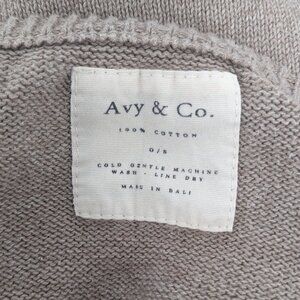 Avy & Co.
100% COTTON
O/S
COLD GENTLE MACHINE
WASH - LINE DRY
MADE IN BALI